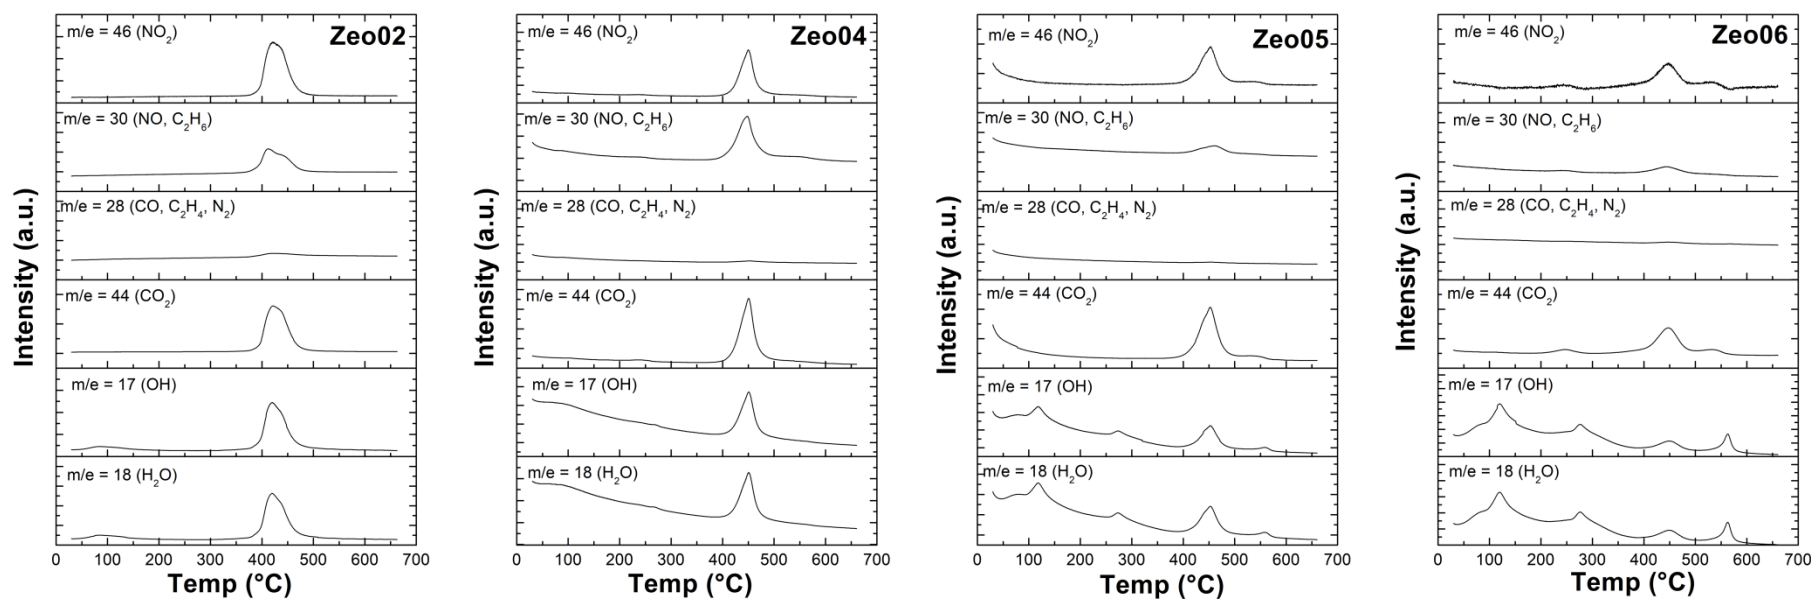 Zeo02
m/e = 46 (NO₂)
m/e = 30 (NO, C₂H₆)
m/e = 28 (CO, C₂H₄, N₂)
m/e = 44 (CO₂)
m/e = 17 (OH)
m/e = 18 (H₂O)
Intensity (a.u.)
0 100 200 300 400 500 600 700
Temp (°C)
Zeo04
m/e = 46 (NO₂)
m/e = 30 (NO, C₂H₆)
m/e = 28 (CO, C₂H₄, N₂)
m/e = 44 (CO₂)
m/e = 17 (OH)
m/e = 18 (H₂O)
Intensity (a.u.)
0 100 200 300 400 500 600 700
Temp (°C)
Zeo05
m/e = 46 (NO₂)
m/e = 30 (NO, C₂H₆)
m/e = 28 (CO, C₂H₄, N₂)
m/e = 44 (CO₂)
m/e = 17 (OH)
m/e = 18 (H₂O)
Intensity (a.u.)
0 100 200 300 400 500 600 700
Temp (°C)
Zeo06
m/e = 46 (NO₂)
m/e = 30 (NO, C₂H₆)
m/e = 28 (CO, C₂H₄, N₂)
m/e = 44 (CO₂)
m/e = 17 (OH)
m/e = 18 (H₂O)
Intensity (a.u.)
0 100 200 300 400 500 600 700
Temp (°C)